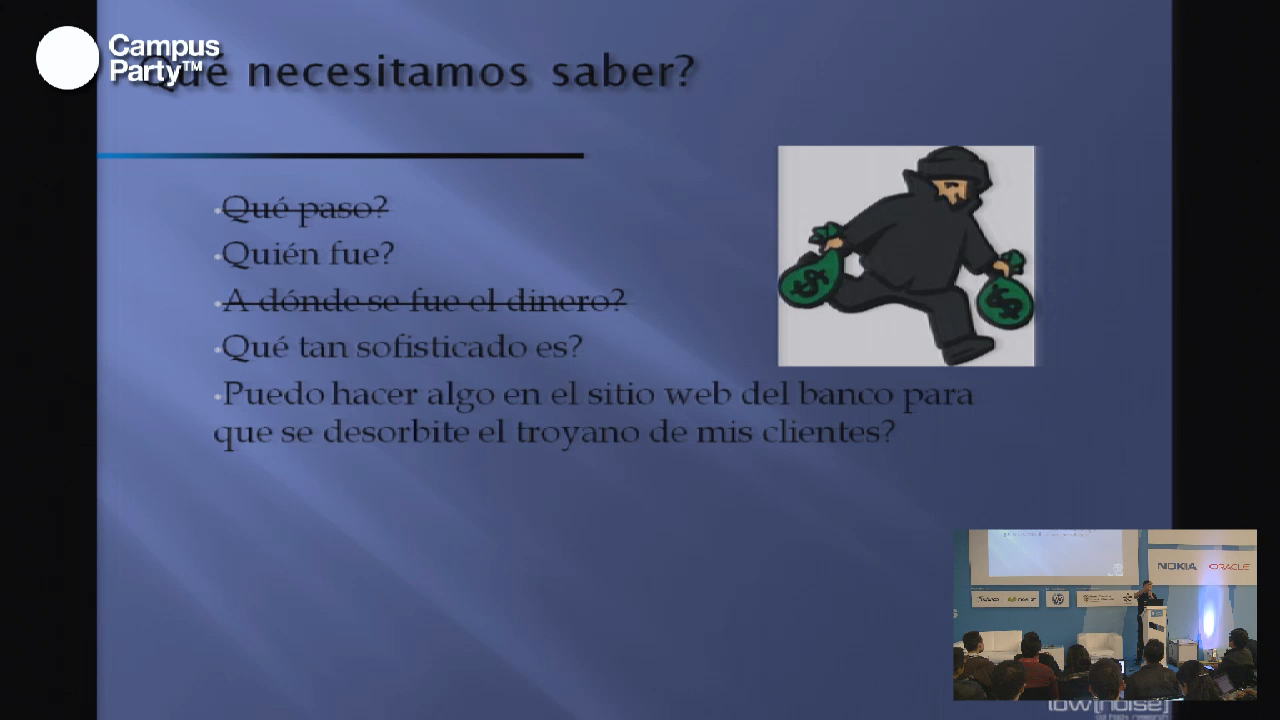 Campus
Party™
Qué necesitamos saber?
Qué paso?
Quién fue?
A dónde se fue el dinero?
Qué tan sofisticado es?
Puedo hacer algo en el sitio web del banco para
que se desorbite el troyano de mis clientes?
NOKIA
ORACLE
low[noise]